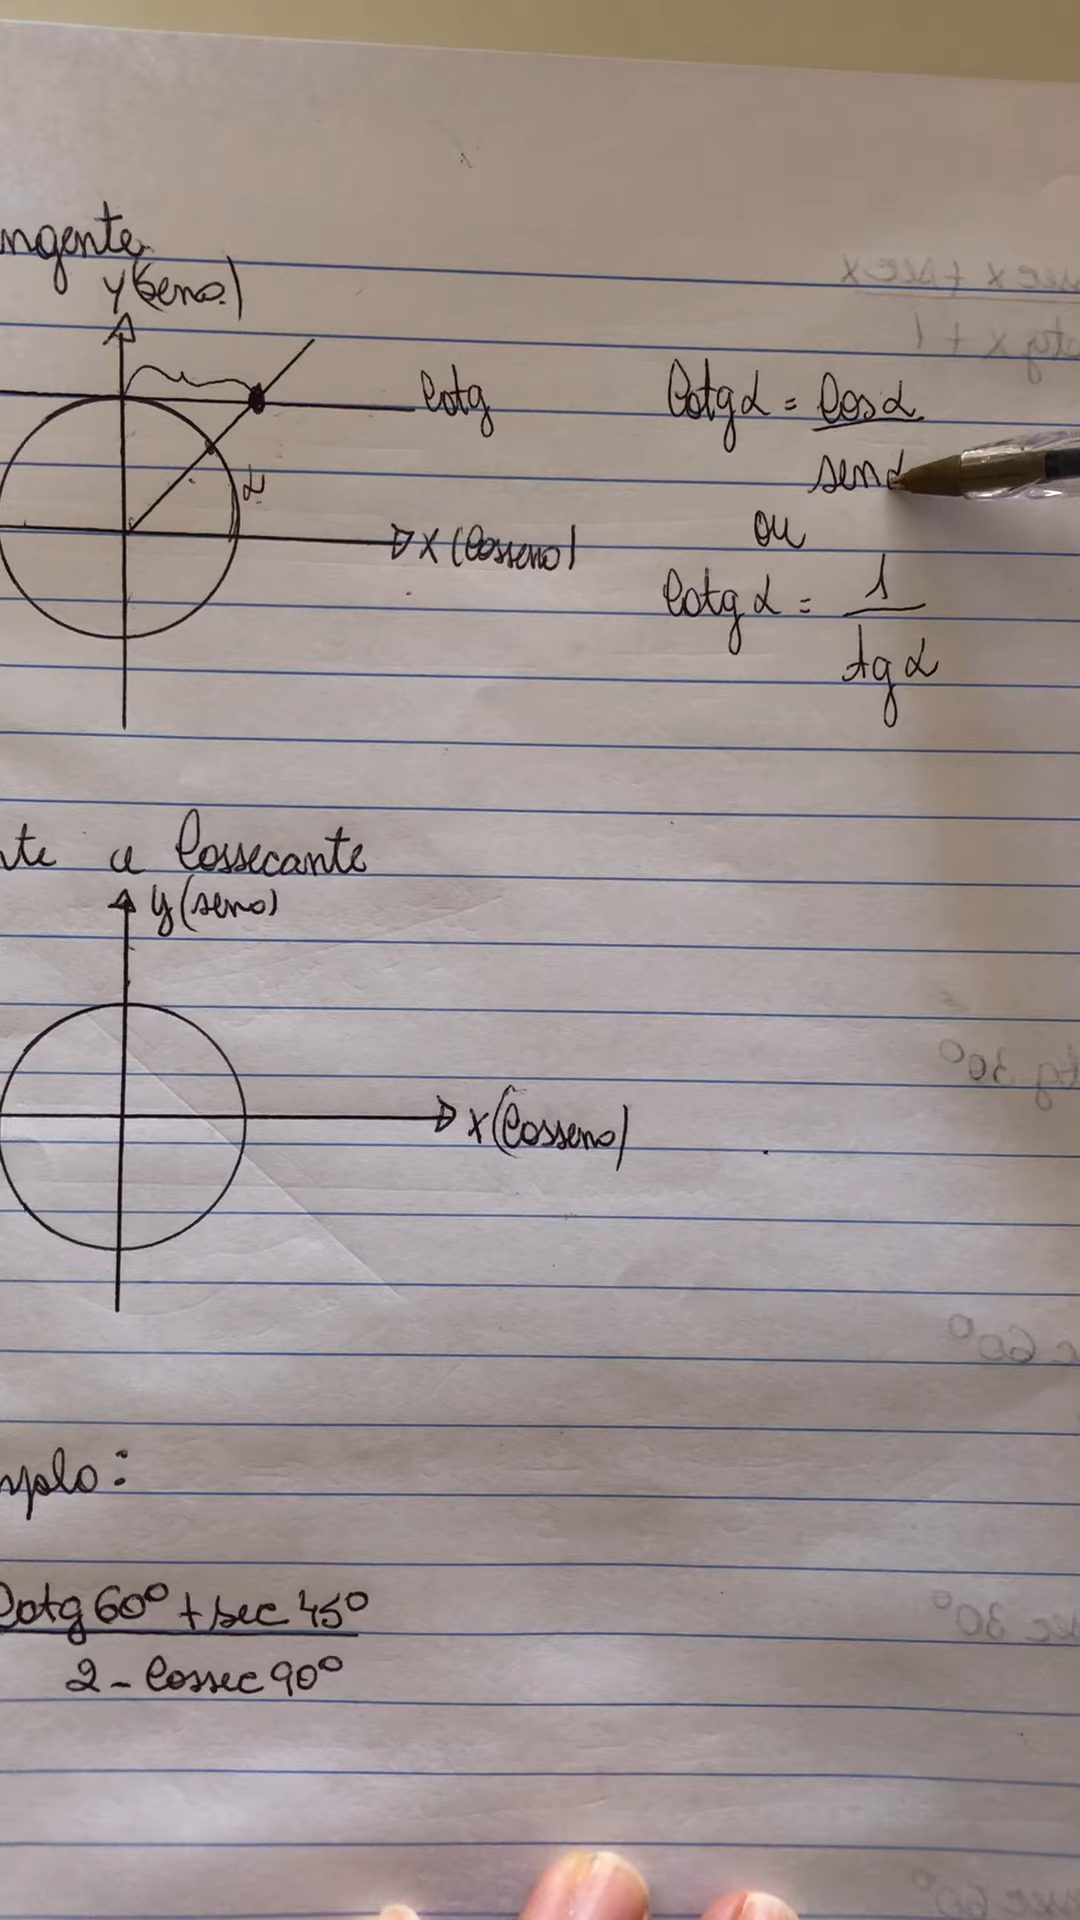 ngente
y(seno)
cotg
cotg α = cos α
sen α
ou
x (cosseno)
cotg α = 1
tg α
nte e Cossecante
y (seno)
x (cosseno)
mplo:
cotg 60° + sec 45°
2 - cossec 90°